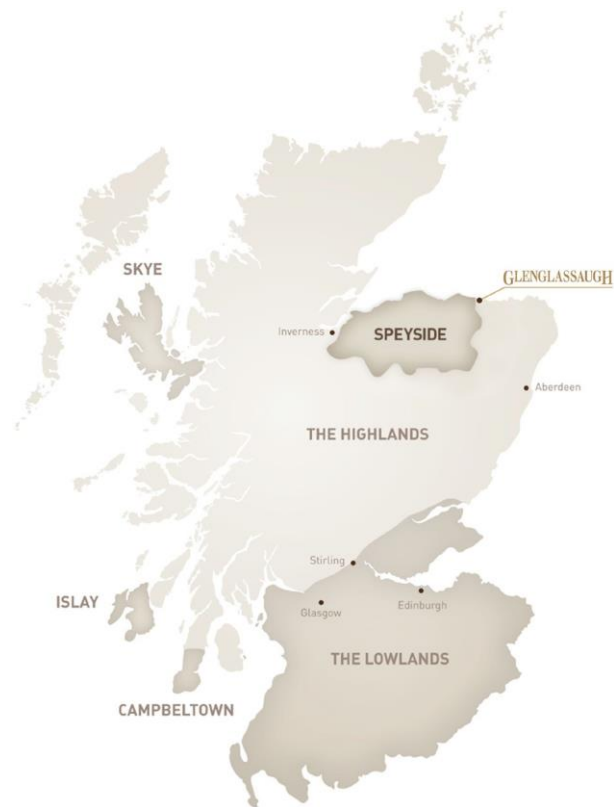 SKYE
GLENGLASSAUGH
Inverness
SPEYSIDE
Aberdeen
THE HIGHLANDS
Stirling
ISLAY
Glasgow
Edinburgh
THE LOWLANDS
CAMPBELTOWN